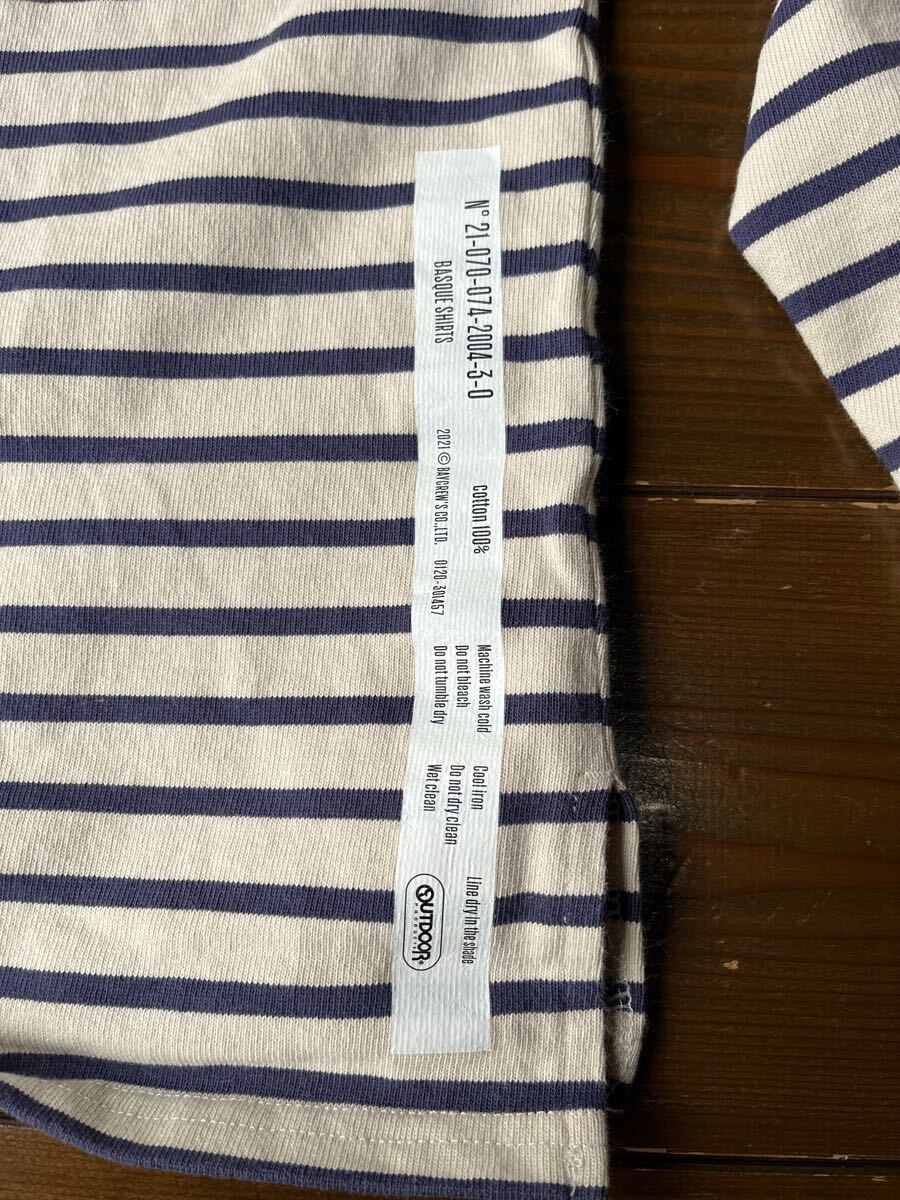 N° 21-070-074-2004-3-0
BASQUE SHIRTS
cotton 100%
2021 © BAYCREW'S CO.,LTD. 0120-301457
Machine wash cold
Do not bleach
Do not tumble dry
Cool iron
Do not dry clean
Wet clean
Line dry in the shade
OUTDOOR®
PRODUCTS